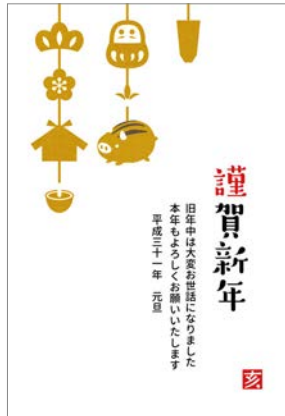 謹賀新年
旧年中は大変お世話になりました
本年もよろしくお願いいたします
平成三十一年　元旦
亥